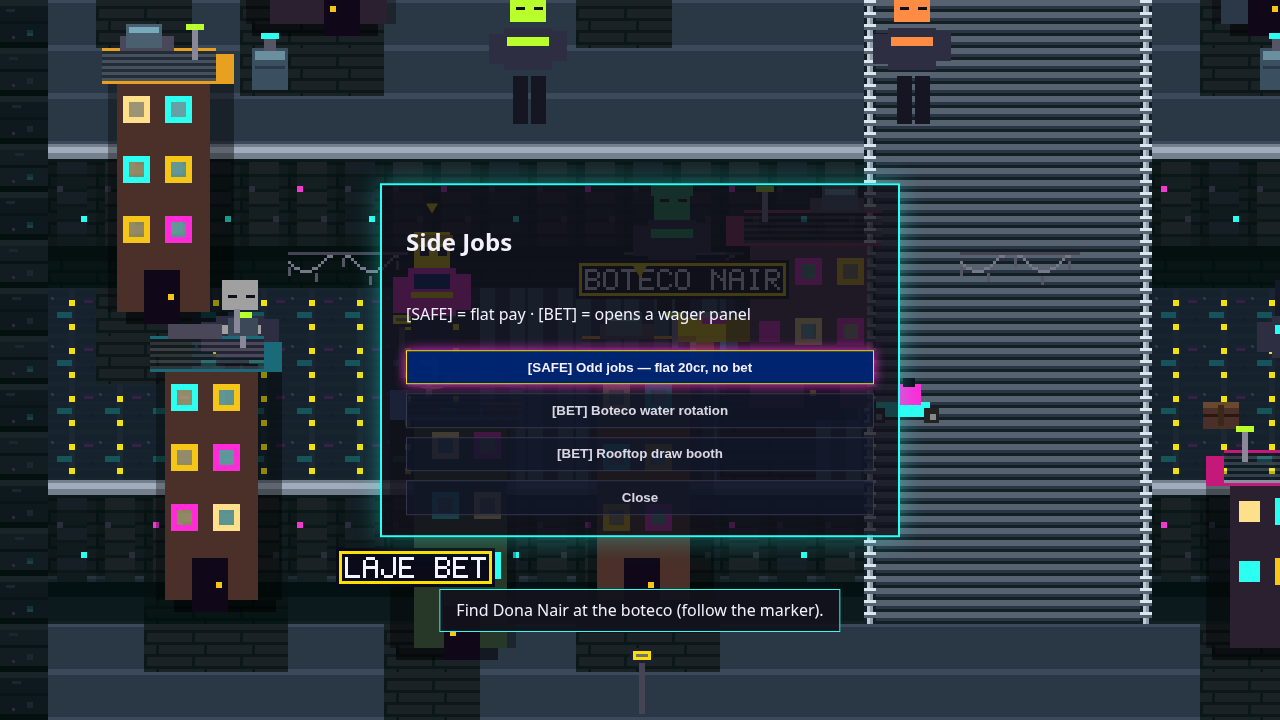 Side Jobs
BOTECO NAIR
[SAFE] = flat pay · [BET] = opens a wager panel
[SAFE] Odd jobs — flat 20cr, no bet
[BET] Boteco water rotation
[BET] Rooftop draw booth
Close
LAJE BET
Find Dona Nair at the boteco (follow the marker).